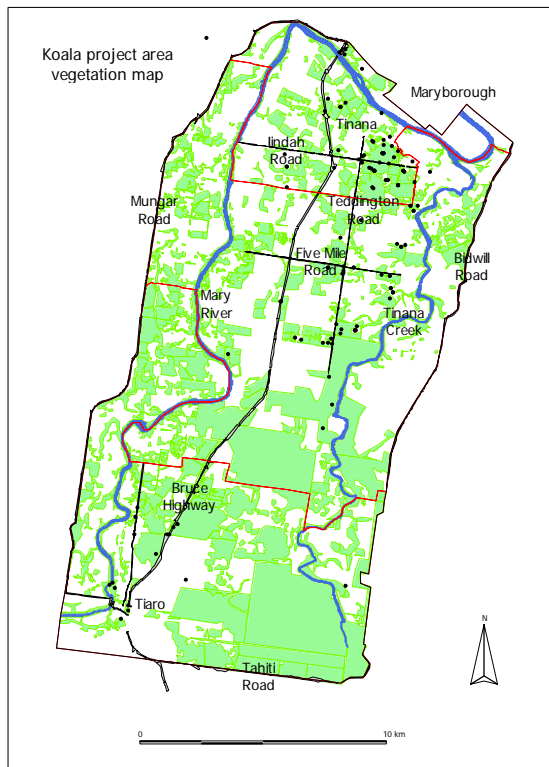 Koala project area
vegetation map
Maryborough
Tinana
Iindah
Road
Mungar
Road
Teddington
Road
Five Mile
Road
Bidwill
Road
Mary
River
Tinana
Creek
Bruce
Highway
Tiaro
Tahiti
Road
N
0
10 km